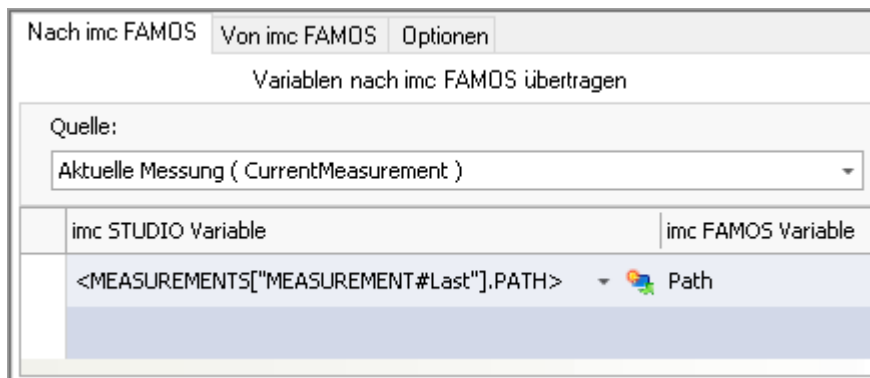 Nach imc FAMOS Von imc FAMOS Optionen
Variablen nach imc FAMOS übertragen
Quelle:
Aktuelle Messung ( CurrentMeasurement )
imc STUDIO Variable imc FAMOS Variable
<MEASUREMENTS["MEASUREMENT#Last"].PATH> Path